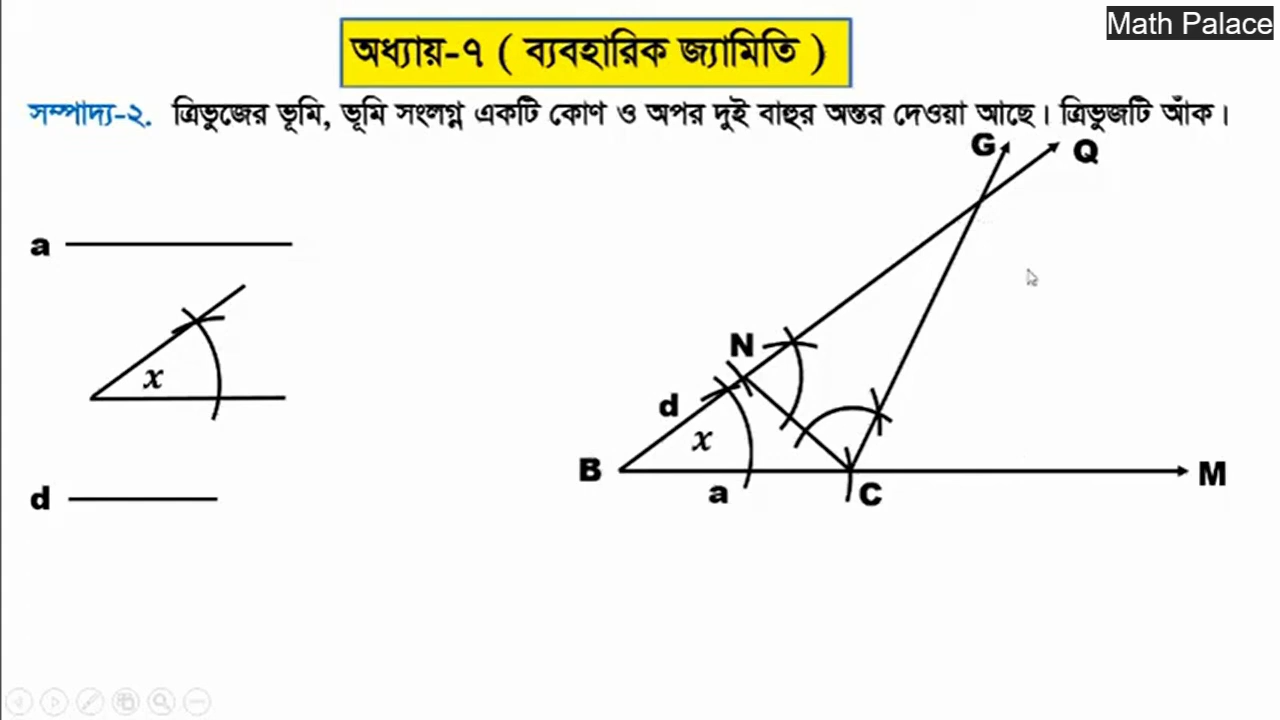 Math Palace
অধ্যায়-৭ ( ব্যবহারিক জ্যামিতি )
সম্পাদ্য-২. ত্রিভুজের ভূমি, ভূমি সংলগ্ন একটি কোণ ও অপর দুই বাহুর অন্তর দেওয়া আছে। ত্রিভুজটি আঁক।
G Q
a
N
x
d
x
B M
d
a C